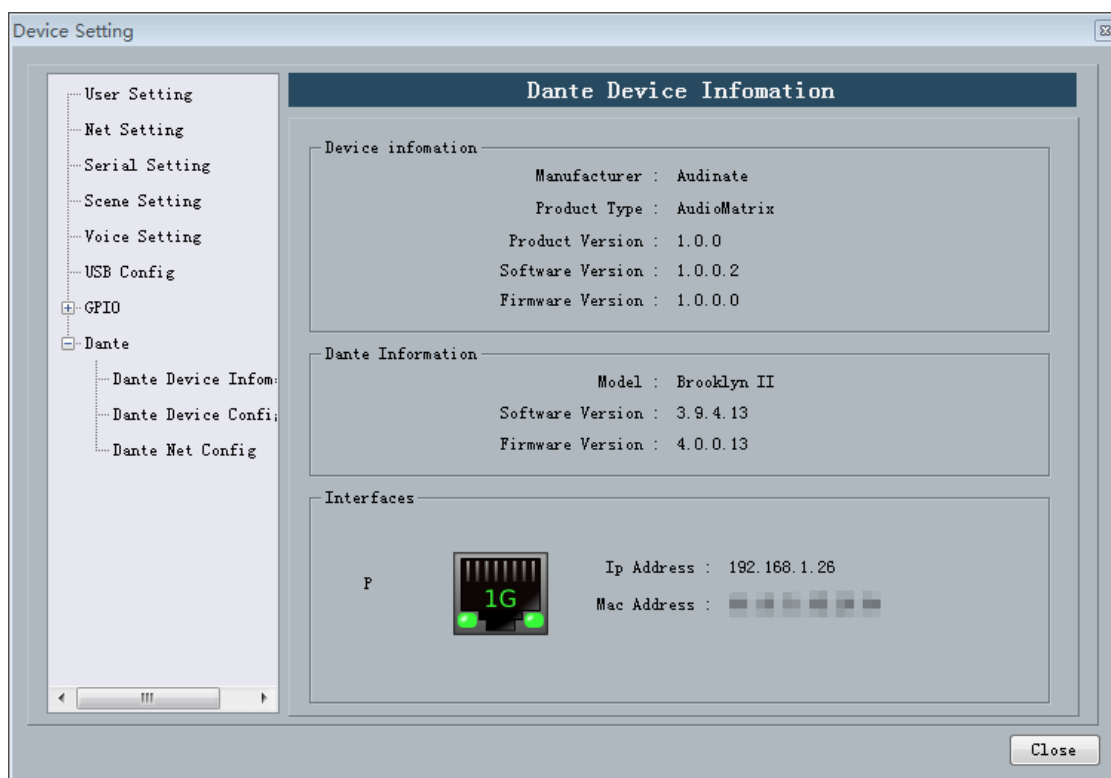 Device Setting
User Setting
Net Setting
Serial Setting
Scene Setting
Voice Setting
USB Config
GPIO
Dante
Dante Device Infom
Dante Device Confi
Dante Net Config
Dante Device Infomation
Device infomation
Manufacturer : Audinate
Product Type : AudioMatrix
Product Version : 1.0.0
Software Version : 1.0.0.2
Firmware Version : 1.0.0.0
Dante Information
Model : Brooklyn II
Software Version : 3.9.4.13
Firmware Version : 4.0.0.13
Interfaces
P
1G
Ip Address : 192.168.1.26
Mac Address :
Close